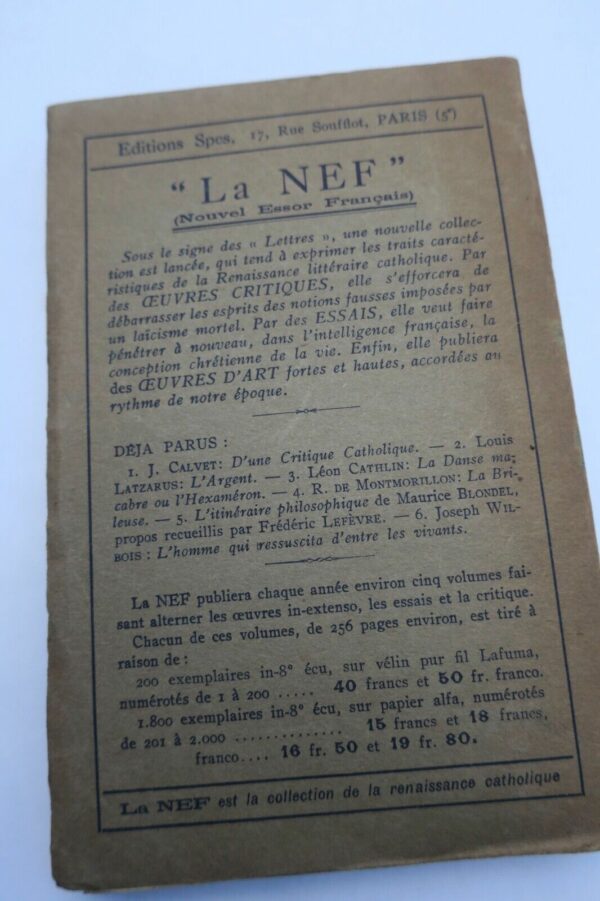 Editions Spes, 17, Rue Soufflot, PARIS (5e)
“ La NEF ”
(Nouvel Essor Français)
Sous le signe des « Lettres », une nouvelle collec-
tion est lancée, qui tend à exprimer les traits caracté-
ristiques de la Renaissance littéraire catholique. Par
des ŒUVRES CRITIQUES, elle s'efforcera de
débarrasser les esprits des notions fausses imposées par
un laïcisme mortel. Par des ESSAIS, elle veut faire
pénétrer à nouveau, dans l'intelligence française, la
conception chrétienne de la vie. Enfin, elle publiera
des ŒUVRES D'ART fortes et hautes, accordées au
rythme de notre époque.
DÉJA PARUS :
1. J. CALVET : D'une Critique Catholique. — 2. Louis
LATZARUS : L'Argent. — 3. Léon CATHLIN : La Danse ma-
cabre ou l'Hexaméron. — 4. R. DE MONTMORILLON : La Bri-
leuse. — 5. L'itinéraire philosophique de Maurice BLONDEL,
propos recueillis par Frédéric LEFÈVRE. — 6. Joseph WIL-
BOIS : L'homme qui ressuscita d'entre les vivants.
La NEF publiera chaque année environ cinq volumes fai-
sant alterner les œuvres in-extenso, les essais et la critique.
Chacun de ces volumes, de 256 pages environ, est tiré à
raison de :
200 exemplaires in-8° écu, sur vélin pur fil Lafuma,
numérotés de 1 à 200 ..... 40 francs et 50 fr. franco.
1.800 exemplaires in-8° écu, sur papier alfa, numérotés
de 201 à 2.000 .............. 15 francs et 18 francs,
franco.... 16 fr. 50 et 19 fr. 80.
La NEF est la collection de la renaissance catholique